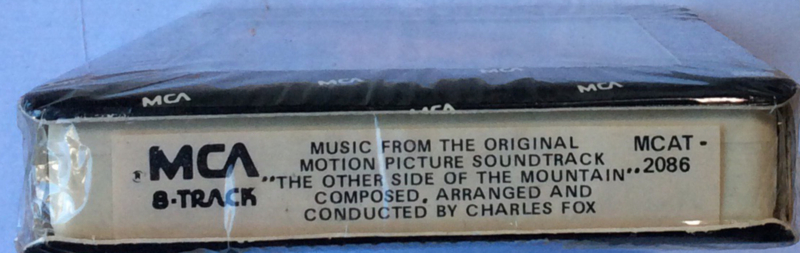 MCA
MCA
MCA
MCA
MCA
MCA
8-TRACK
MUSIC FROM THE ORIGINAL
MOTION PICTURE SOUNDTRACK
"THE OTHER SIDE OF THE MOUNTAIN"
COMPOSED, ARRANGED AND
CONDUCTED BY CHARLES FOX
MCAT-
2086